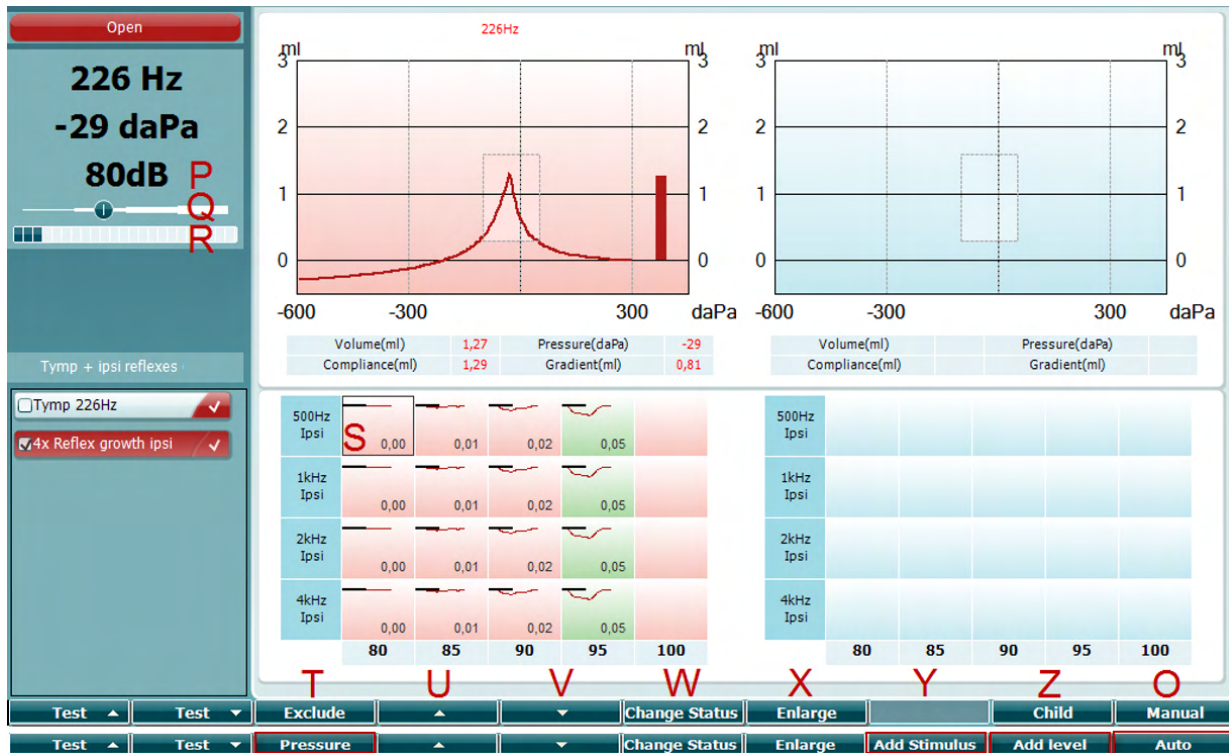 Open
226 Hz
-29 daPa
80dB P
Q
R
Tymp + ipsi reflexes
Tymp 226Hz
4x Reflex growth ipsi
226Hz
ml ml
3 3
2 2
1 1
0 0
-600 -300 300 daPa
Volume(ml) 1,27 Pressure(daPa) -29
Compliance(ml) 1,29 Gradient(ml) 0,81
ml
3 3
2 2
1 1
0 0
-600 -300 300 daPa
Volume(ml) Pressure(daPa)
Compliance(ml) Gradient(ml)
500Hz
Ipsi
S 0,00 0,01 0,02 0,05
1kHz
Ipsi
0,00 0,01 0,02 0,05
2kHz
Ipsi
0,00 0,01 0,02 0,05
4kHz
Ipsi
0,00 0,01 0,02 0,05
80 85 90 95 100
500Hz
Ipsi
1kHz
Ipsi
2kHz
Ipsi
4kHz
Ipsi
80 85 90 95 100
T U V W X Y Z O
Test Test Exclude Change Status Enlarge Child Manual
Test Test Pressure Change Status Enlarge Add Stimulus Add level Auto